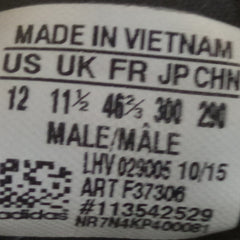 MADE IN VIETNAM
US UK FR JP CHN
12 11½ 46⅔ 300 290
MALE/MÂLE
LHV 029005 10/15
ART F37306
#113542529
adidas
NR7N4KP400081